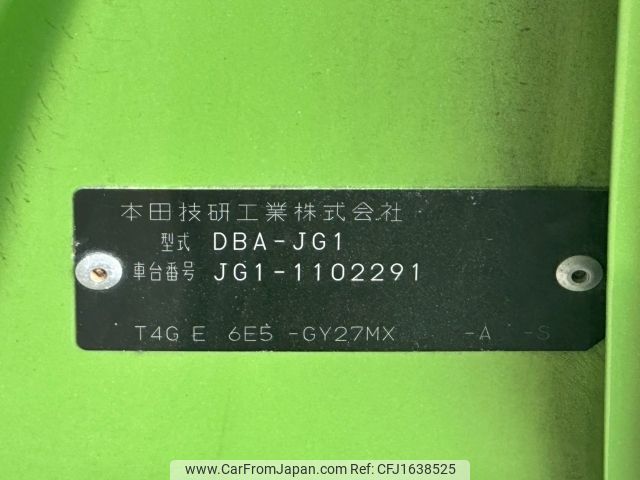 本田技研工業株式会社
型式 DBA-JG1
車台番号 JG1-1102291
T4G E 6E5 -GY27MX -A -S
www.CarFromJapan.com CFJ1638525